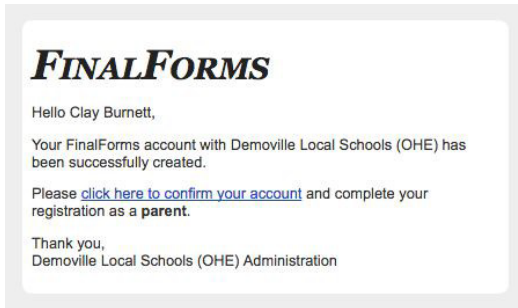 FINALFORMS
Hello Clay Burnett,
Your FinalForms account with Demoville Local Schools (OHE) has
been successfully created.
Please click here to confirm your account and complete your
registration as a parent.
Thank you,
Demoville Local Schools (OHE) Administration